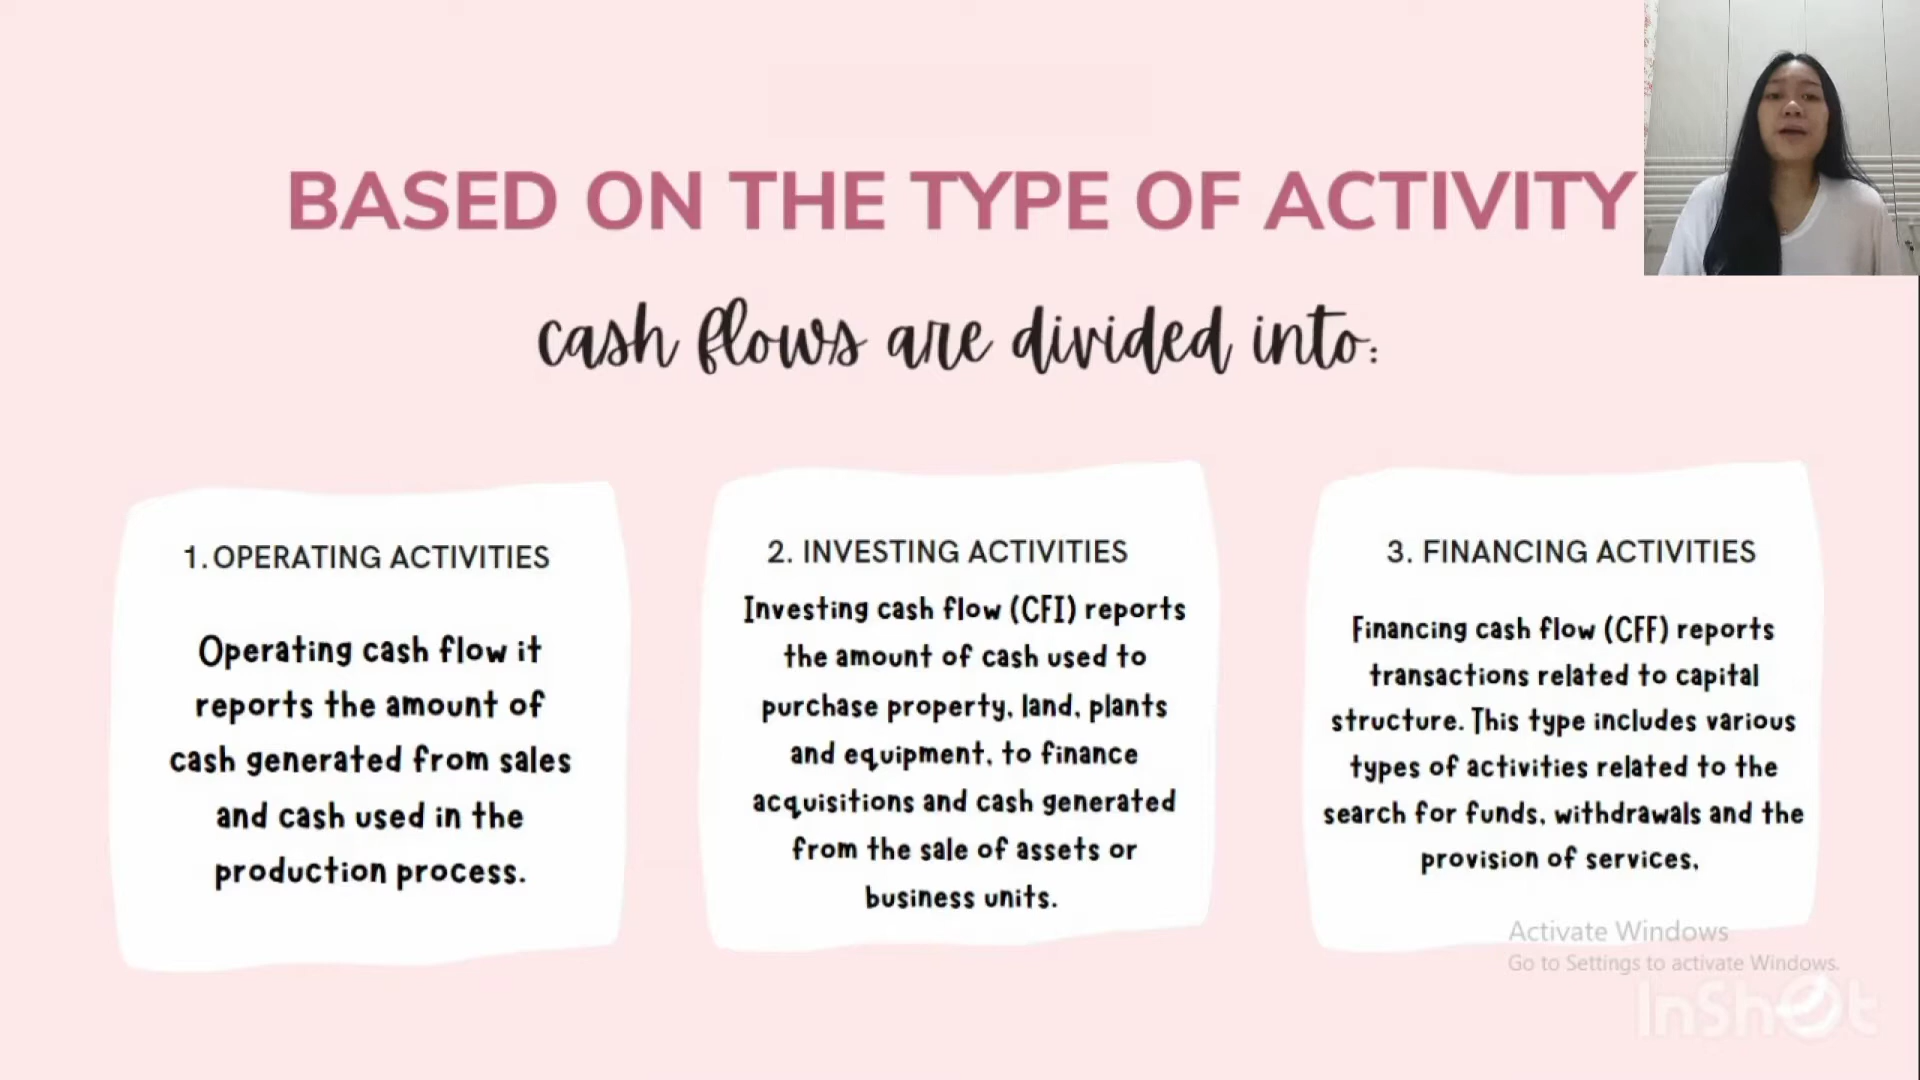 BASED ON THE TYPE OF ACTIVITY
cash flows are divided into:
1. OPERATING ACTIVITIES
Operating cash flow it
reports the amount of
cash generated from sales
and cash used in the
production process.
2. INVESTING ACTIVITIES
Investing cash flow (CFI) reports
the amount of cash used to
purchase property, land, plants
and equipment, to finance
acquisitions and cash generated
from the sale of assets or
business units.
3. FINANCING ACTIVITIES
Financing cash flow (CFF) reports
transactions related to capital
structure. This type includes various
types of activities related to the
search for funds, withdrawals and the
provision of services,
Activate Windows
Go to Settings to activate Windows.
InShOt